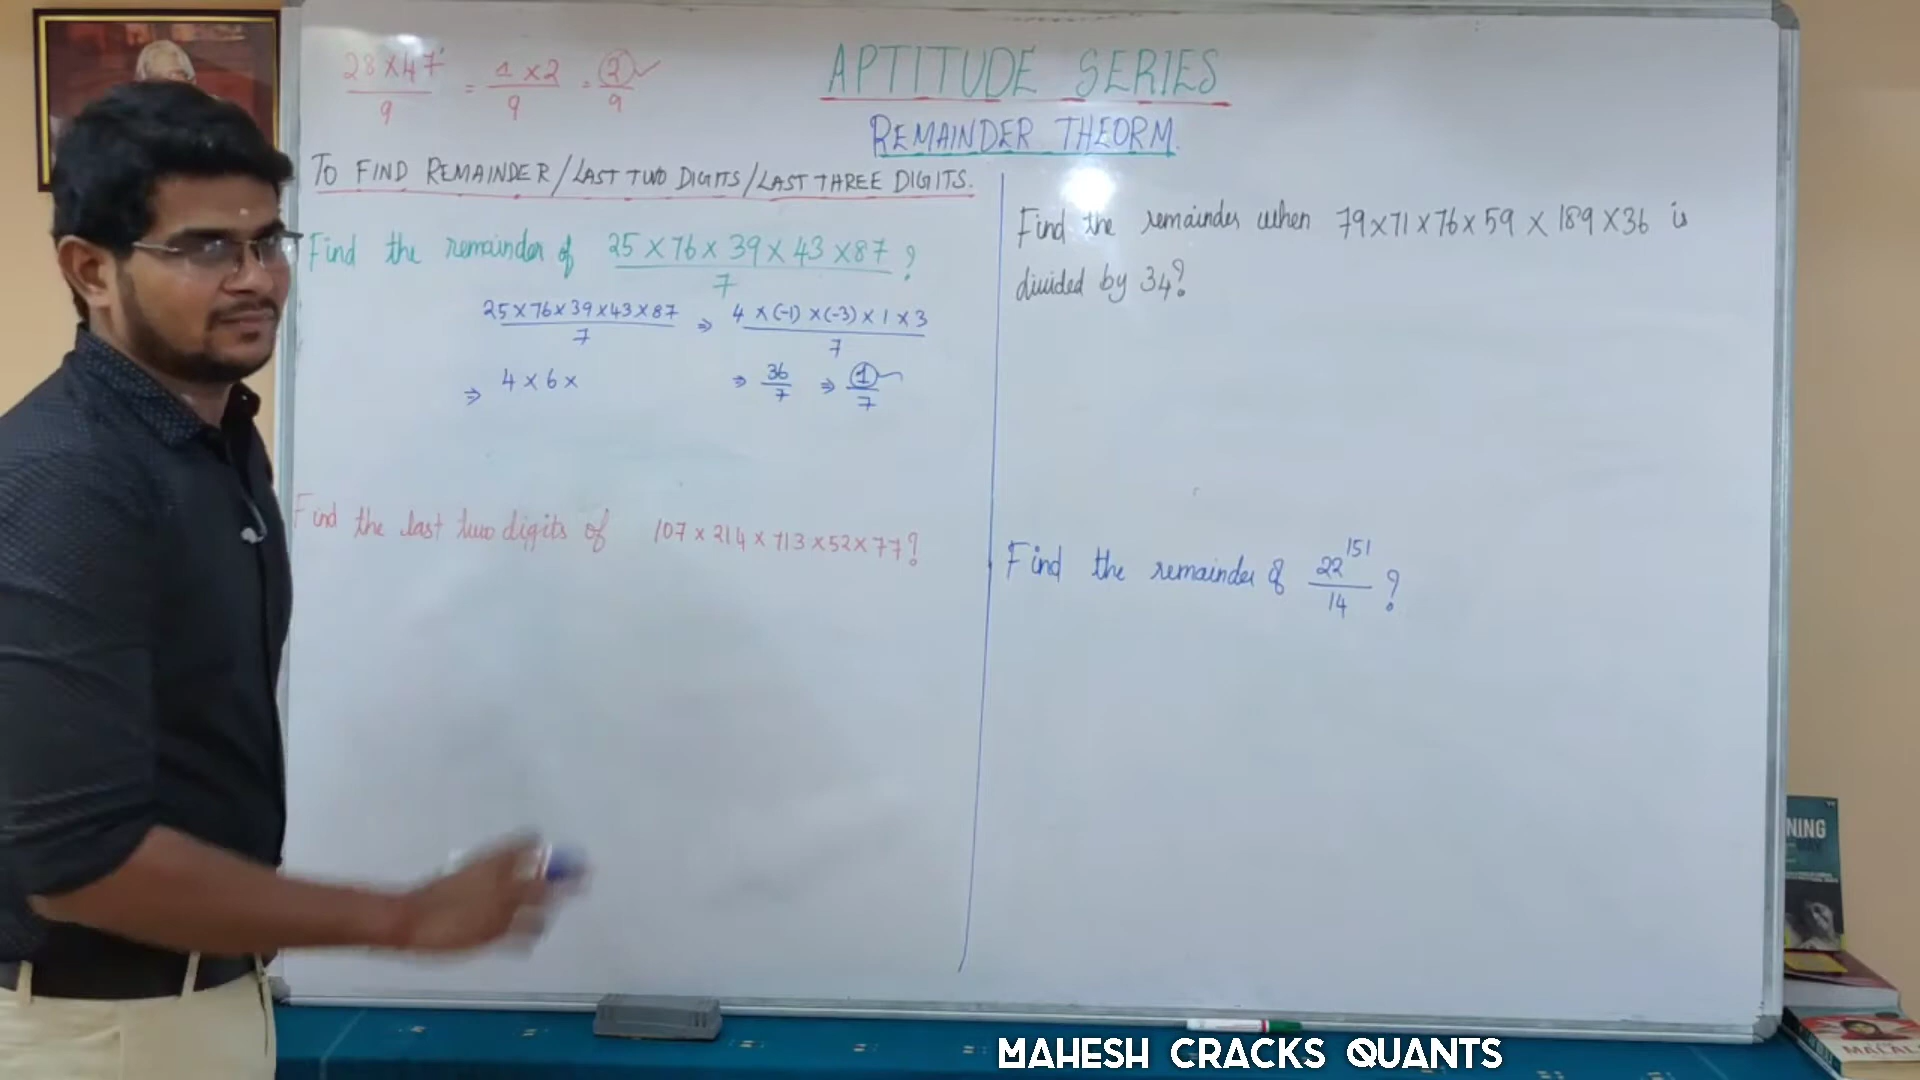 APTITUDE SERIES
REMAINDER THEORM.
28 × 47 / 9 = 1 × 2 / 9 = 2 / 9
TO FIND REMAINDER/LAST TWO DIGITS/LAST THREE DIGITS.
Find the remainder of 25 × 76 × 39 × 43 × 87 / 7 ?
25 × 76 × 39 × 43 × 87 / 7 ⇒ 4 × (-1) × (-3) × 1 × 3 / 7
⇒ 4 × 6 ×
⇒ 36 / 7 ⇒ 1 / 7
Find the last two digits of 107 × 214 × 713 × 52 × 77?
Find the remainder when 79×71×76×59×189×36 is
divided by 34?
Find the remainder of 22^151 / 14 ?
NING
MALALA
MAHESH CRACKS QUANTS